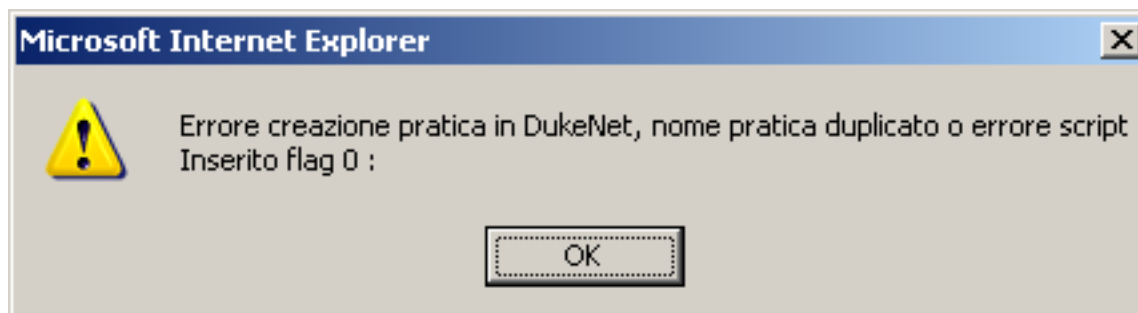 Microsoft Internet Explorer
Errore creazione pratica in DukeNet, nome pratica duplicato o errore script
Inserito flag 0 :
OK